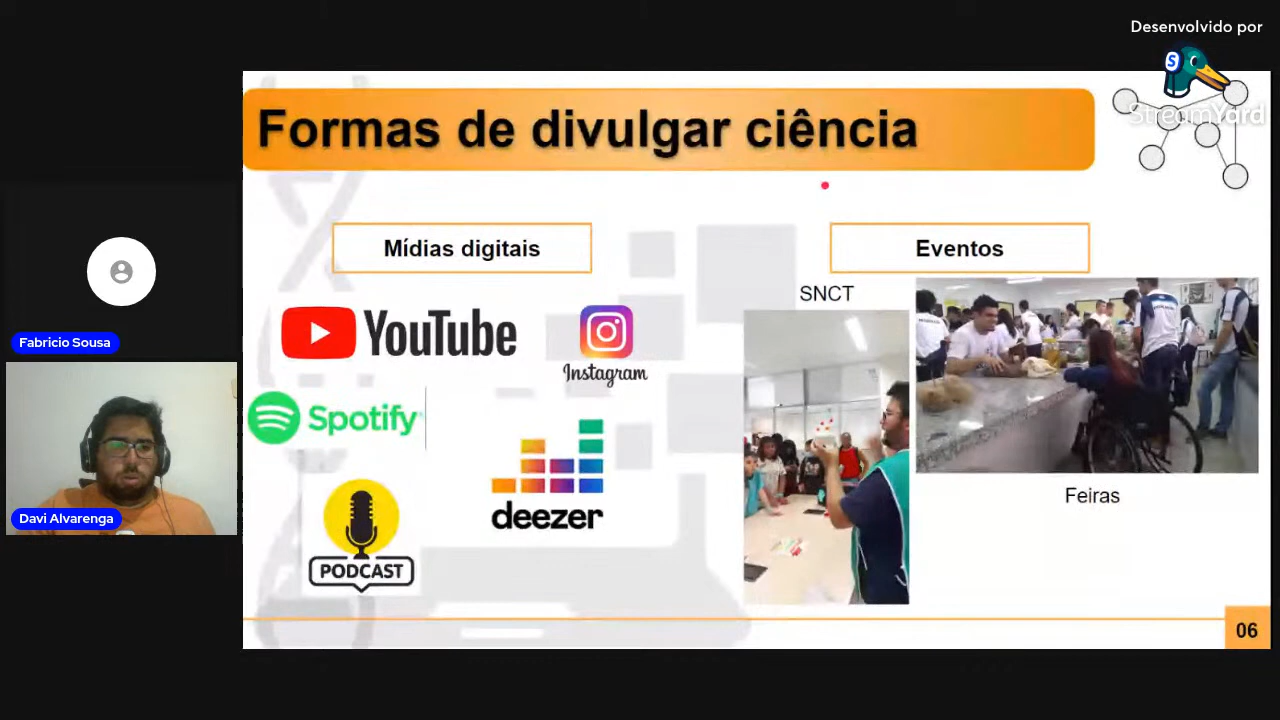 Desenvolvido por
StreamYard
Formas de divulgar ciência
Mídias digitais
Eventos
SNCT
YouTube
Instagram
Fabricio Sousa
Spotify
deezer
Feiras
Davi Alvarenga
PODCAST
06